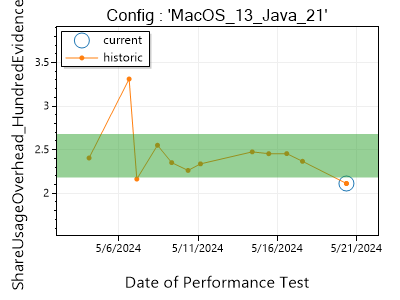 Config : 'MacOS_13_Java_21'
ShareUsageOverhead_HundredEvidence
current
historic
3.5
3
2.5
2
5/6/2024
5/11/2024
5/16/2024
5/21/2024
Date of Performance Test